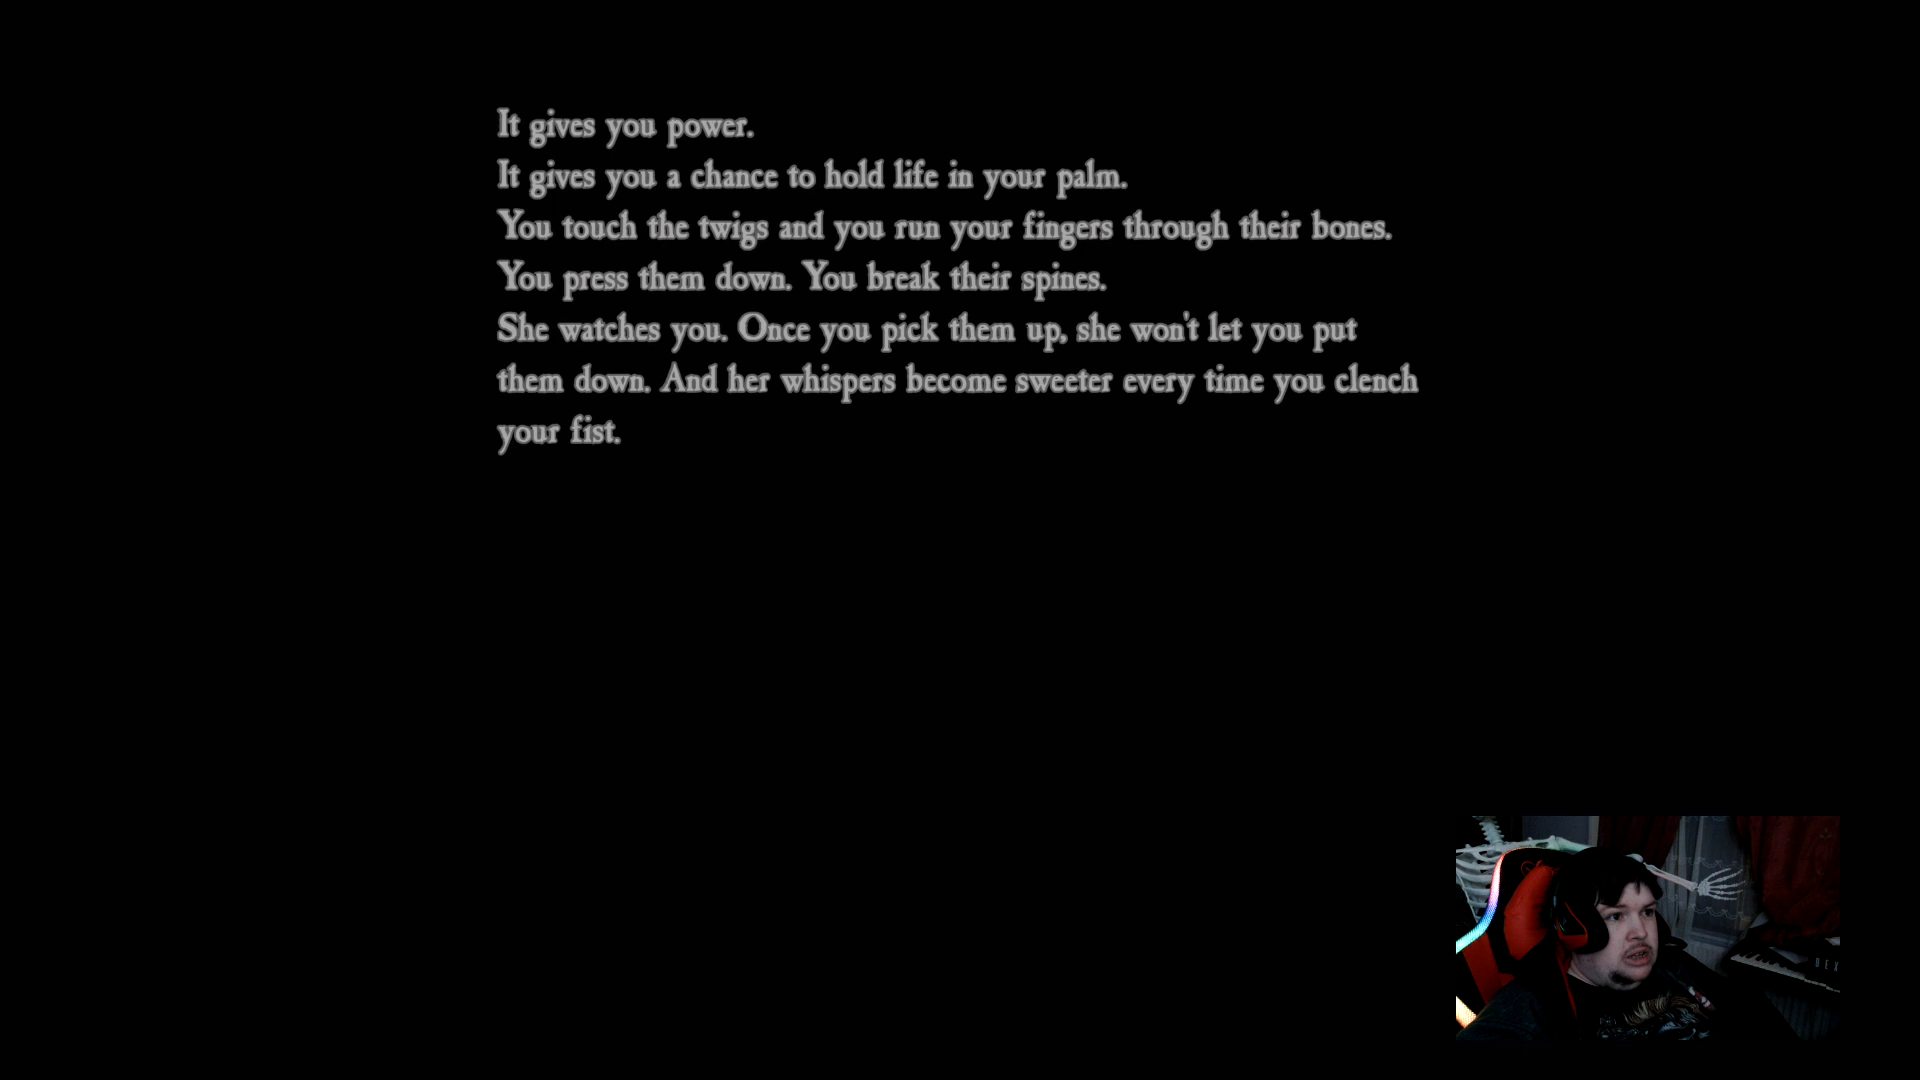 It gives you power.
It gives you a chance to hold life in your palm.
You touch the twigs and you run your fingers through their bones.
You press them down. You break their spines.
She watches you. Once you pick them up, she won't let you put
them down. And her whispers become sweeter every time you clench
your fist.
DEX